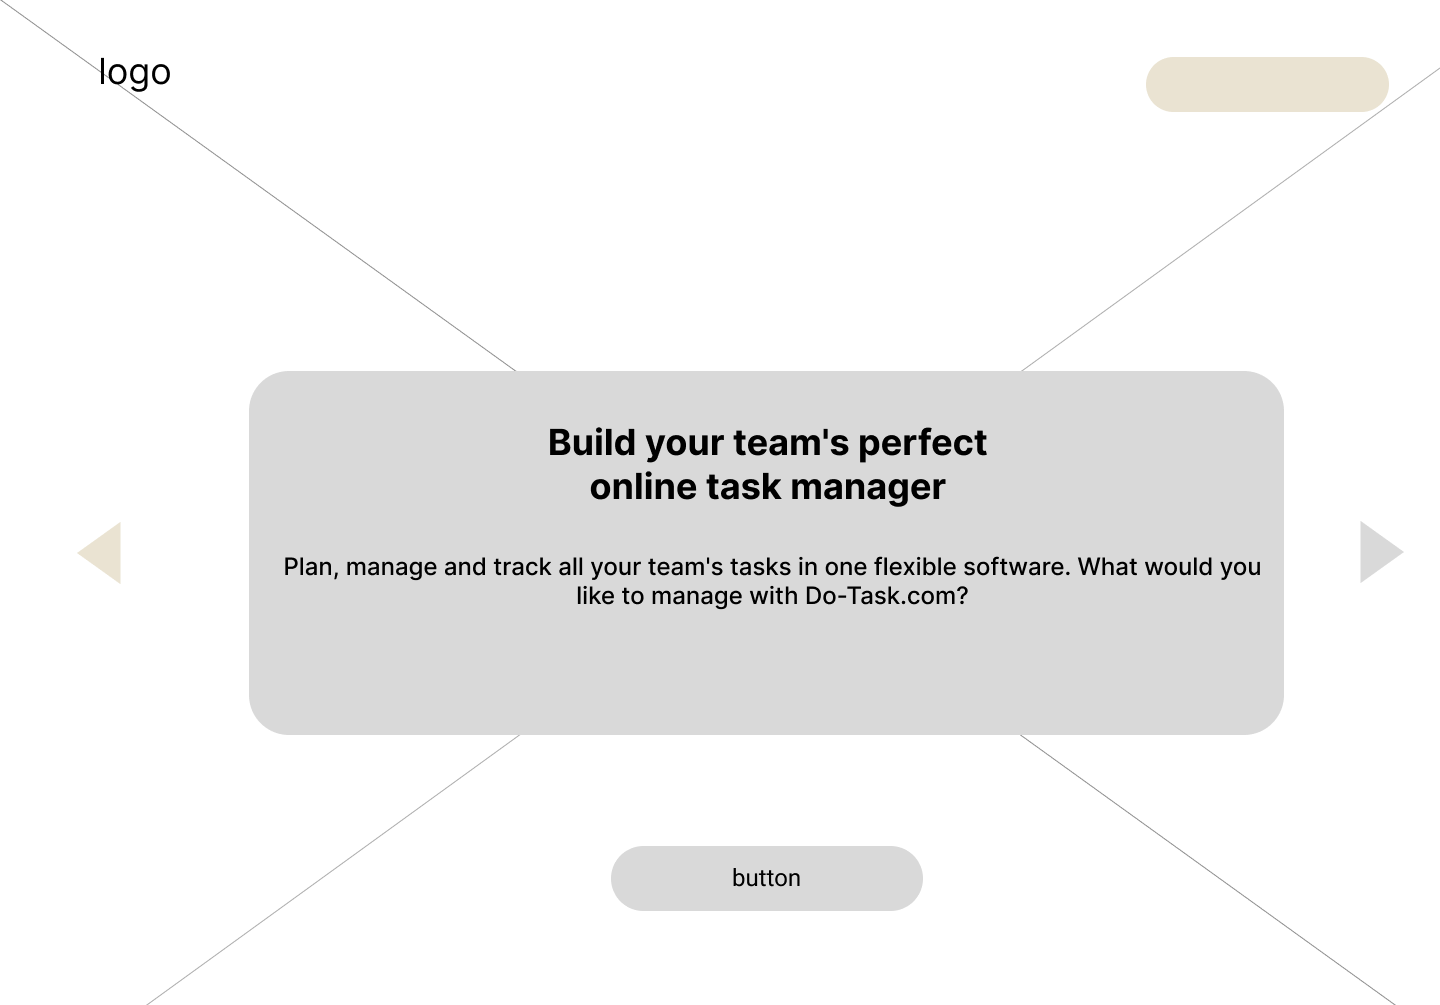 logo
Build your team's perfect
online task manager
Plan, manage and track all your team's tasks in one flexible software. What would you
like to manage with Do-Task.com?
button